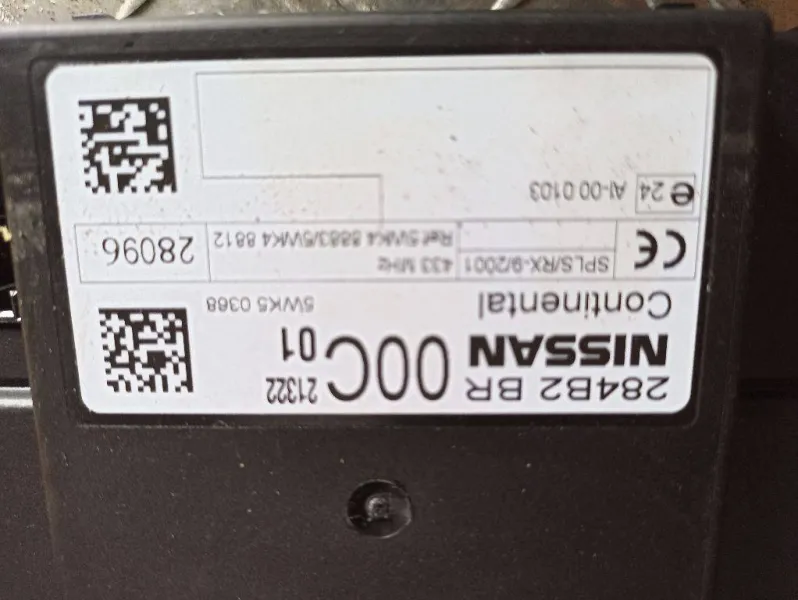 284B2 BR
NISSAN
00C
21322
01
Continental
5WK5 0368
CE
SPLS/RX-9/2001
433 MHz
Ref 5WK4 8883/5WK4 8812
28096
e 24
AI-00 0103